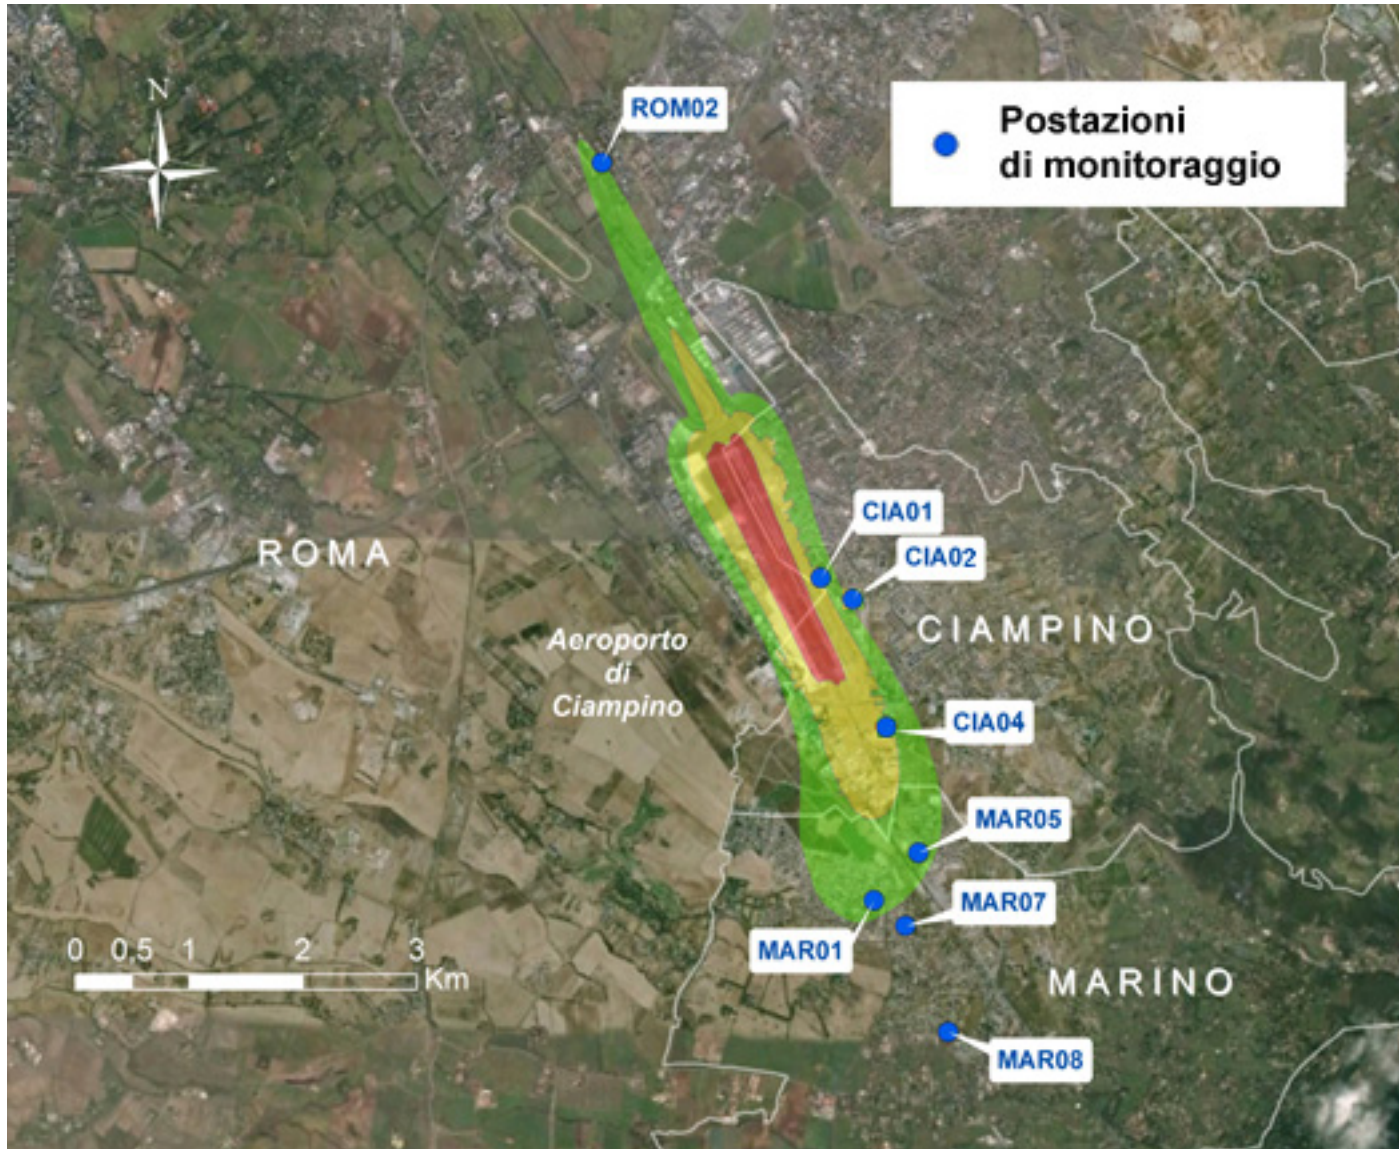 N
ROM02
Postazioni
di monitoraggio
CIA01
CIA02
ROMA
CIAMPINO
Aeroporto
di
Ciampino
CIA04
MAR05
MAR07
MAR01
0 0,5 1 2 3
Km
MARINO
MAR08